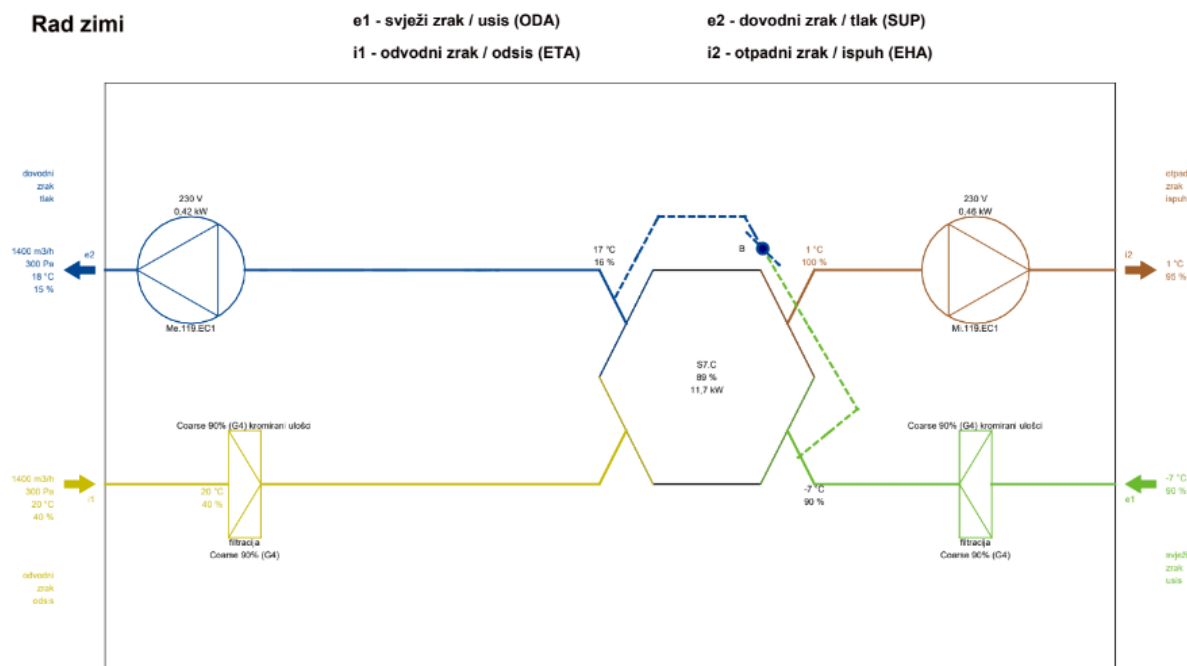 Rad zimi
e1 - svježi zrak / usis (ODA)
e2 - dovodni zrak / tlak (SUP)
i1 - odvodni zrak / odsis (ETA)
i2 - otpadni zrak / ispuh (EHA)
dovodni
zrak
tlak
230 V
0,42 kW
230 V
0,46 kW
otpad
zrak
ispuh
1400 m3/h
300 Pa
18 °C
15 %
e2
17 °C
16 %
B
1 °C
100 %
i2
1 °C
95 %
Me.119.EC1
Mi.119.EC1
S7.C
89 %
11,7 kW
Coarse 90% (G4) kromirani ulošci
Coarse 90% (G4) kromirani ulošci
1400 m3/h
300 Pa
20 °C
40 %
i1
20 °C
40 %
-7 °C
90 %
e1
-7 °C
90 %
filtracija
Coarse 90% (G4)
filtracija
Coarse 90% (G4)
odvodni
zrak
odsis
svježi
zrak
usis